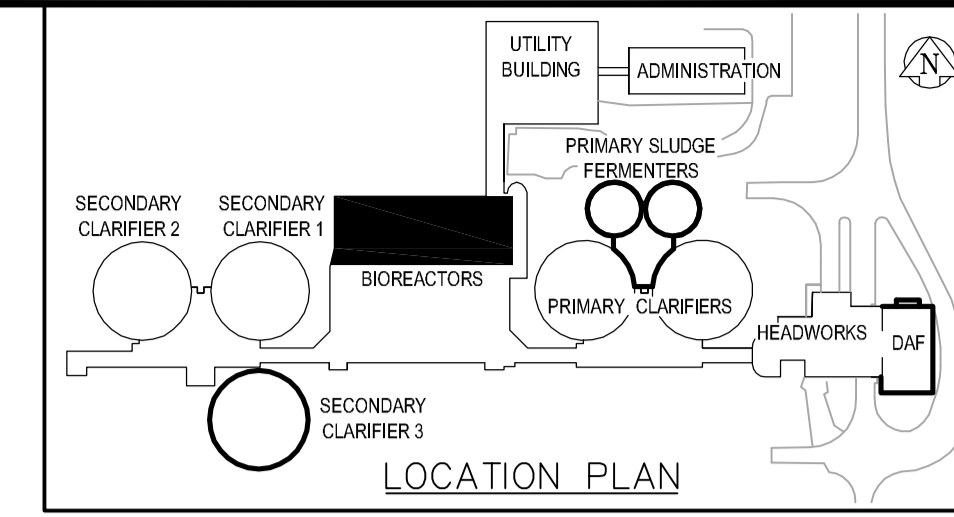 UTILITY
BUILDING
ADMINISTRATION
N
PRIMARY SLUDGE
FERMENTERS
SECONDARY
CLARIFIER 2
SECONDARY
CLARIFIER 1
BIOREACTORS
PRIMARY CLARIFIERS
HEADWORKS
DAF
SECONDARY
CLARIFIER 3
LOCATION PLAN